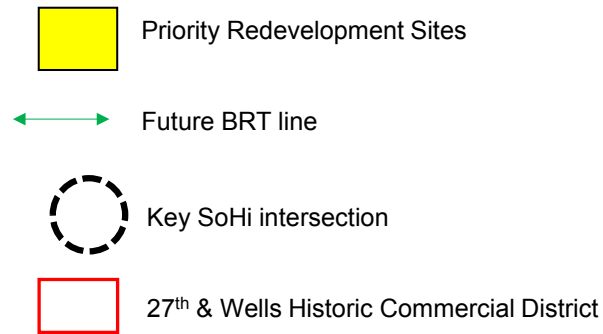 Priority Redevelopment Sites
Future BRT line
Key SoHi intersection
27th & Wells Historic Commercial District